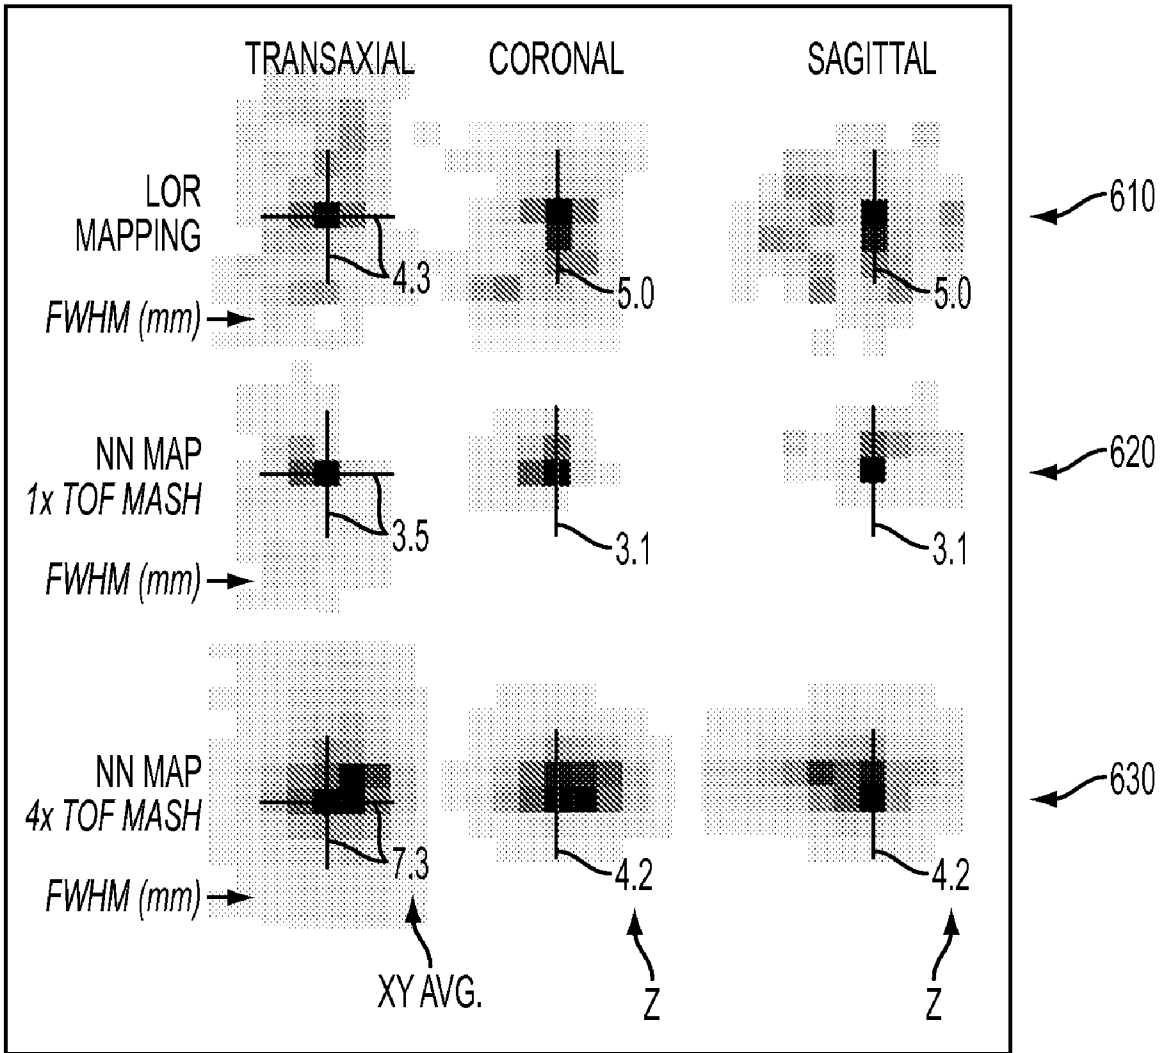 TRANSAXIAL CORONAL SAGITTAL
LOR
MAPPING
610
4.3 5.0 5.0
FWHM (mm)
NN MAP
1x TOF MASH
620
3.5 3.1 3.1
FWHM (mm)
NN MAP
4x TOF MASH
630
7.3 4.2 4.2
FWHM (mm)
XY AVG. Z Z